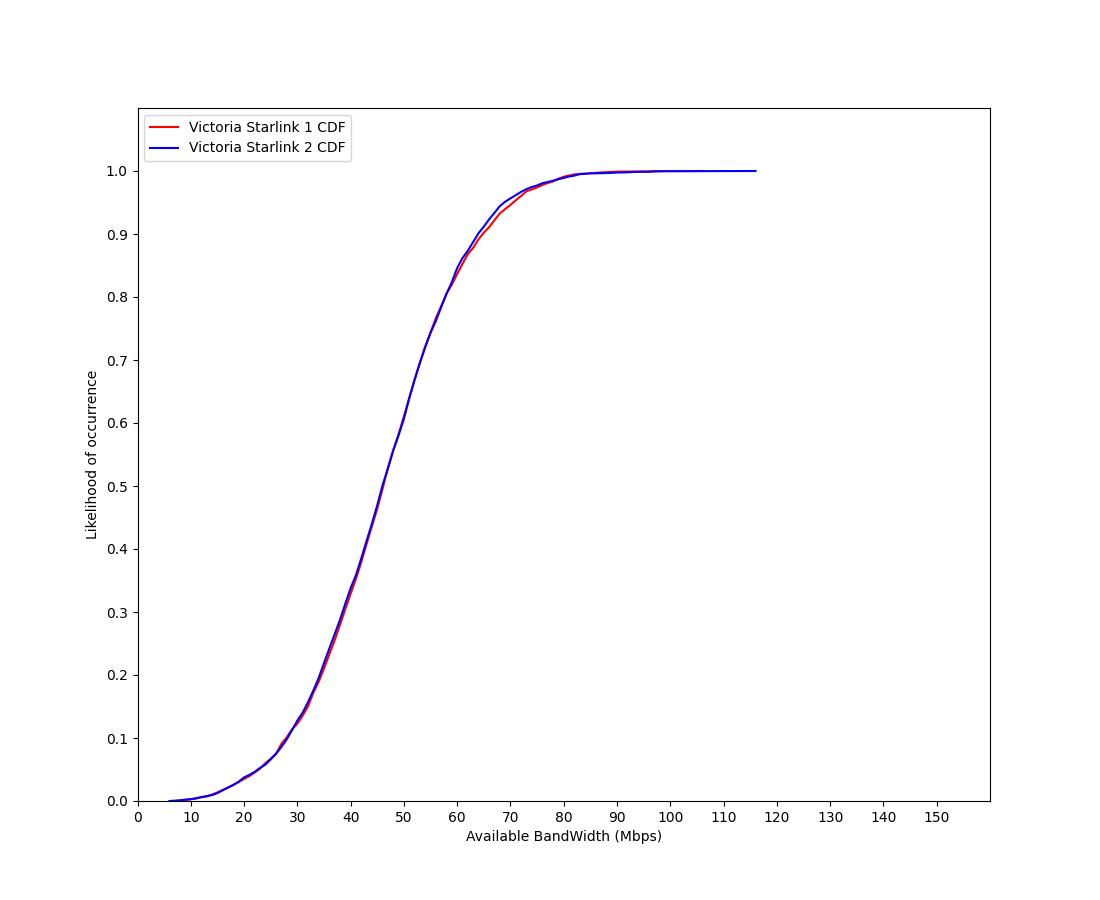 Victoria Starlink 1 CDF
Victoria Starlink 2 CDF
1.0
0.9
0.8
0.7
0.6
0.5
0.4
0.3
0.2
0.1
0.0
Likelihood of occurrence
0 10 20 30 40 50 60 70 80 90 100 110 120 130 140 150
Available BandWidth (Mbps)